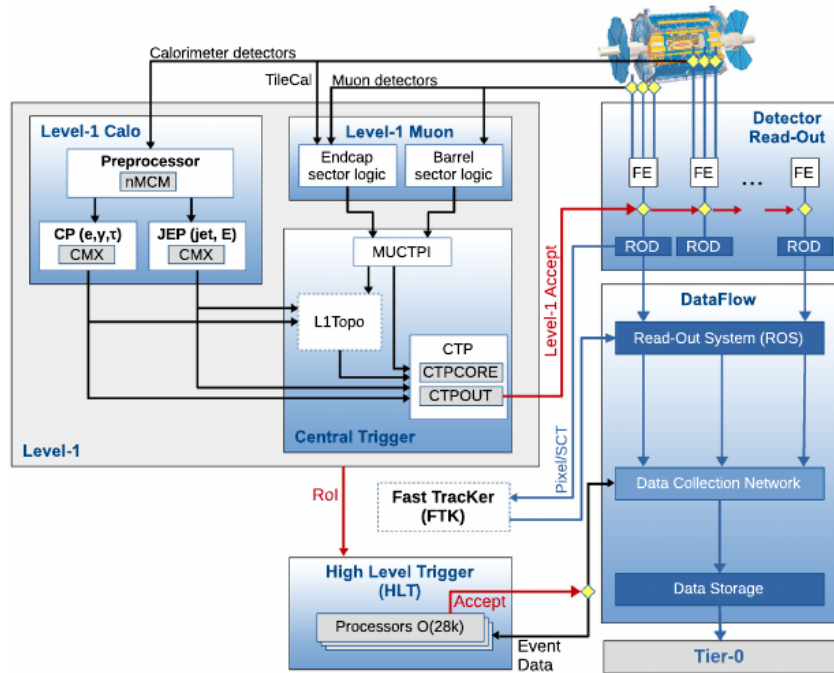 Calorimeter detectors
TileCal
Muon detectors
Level-1 Calo
Preprocessor
nMCM
CP (e,γ,τ)
CMX
JEP (jet, E)
CMX
Level-1 Muon
Endcap
sector logic
Barrel
sector logic
MUCTPI
L1Topo
CTP
CTPCORE
CTPOUT
Central Trigger
Level-1
Level-1 Accept
Detector
Read-Out
FE
FE
...
FE
ROD
ROD
ROD
DataFlow
Read-Out System (ROS)
Data Collection Network
Data Storage
Tier-0
Pixel/SCT
RoI
Fast TracKer
(FTK)
High Level Trigger
(HLT)
Accept
Processors O(28k)
Event
Data